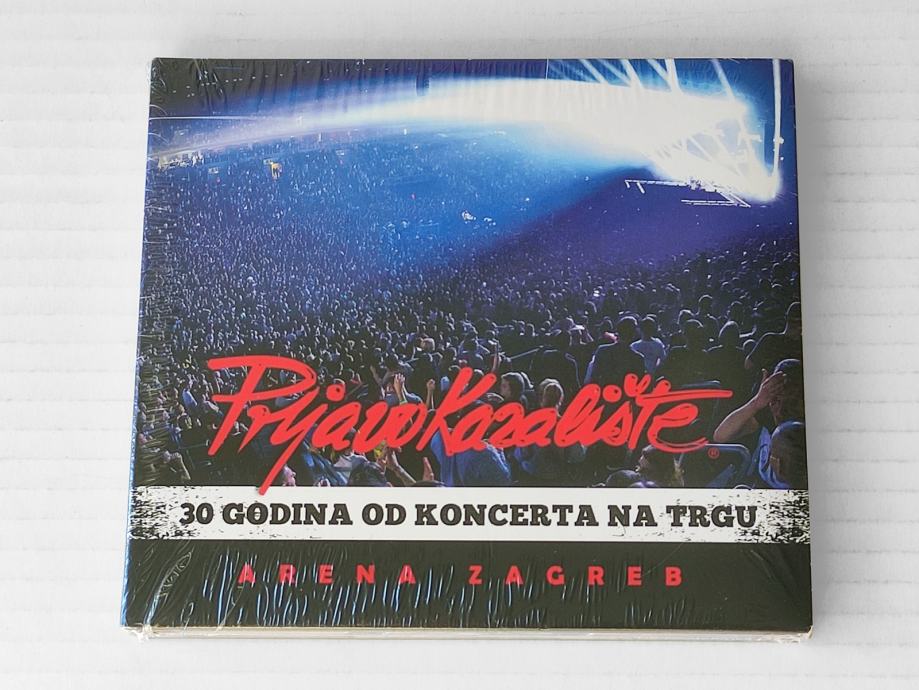 Prljavo Kazalište®
30 GODINA OD KONCERTA NA TRGU
ARENA ZAGREB